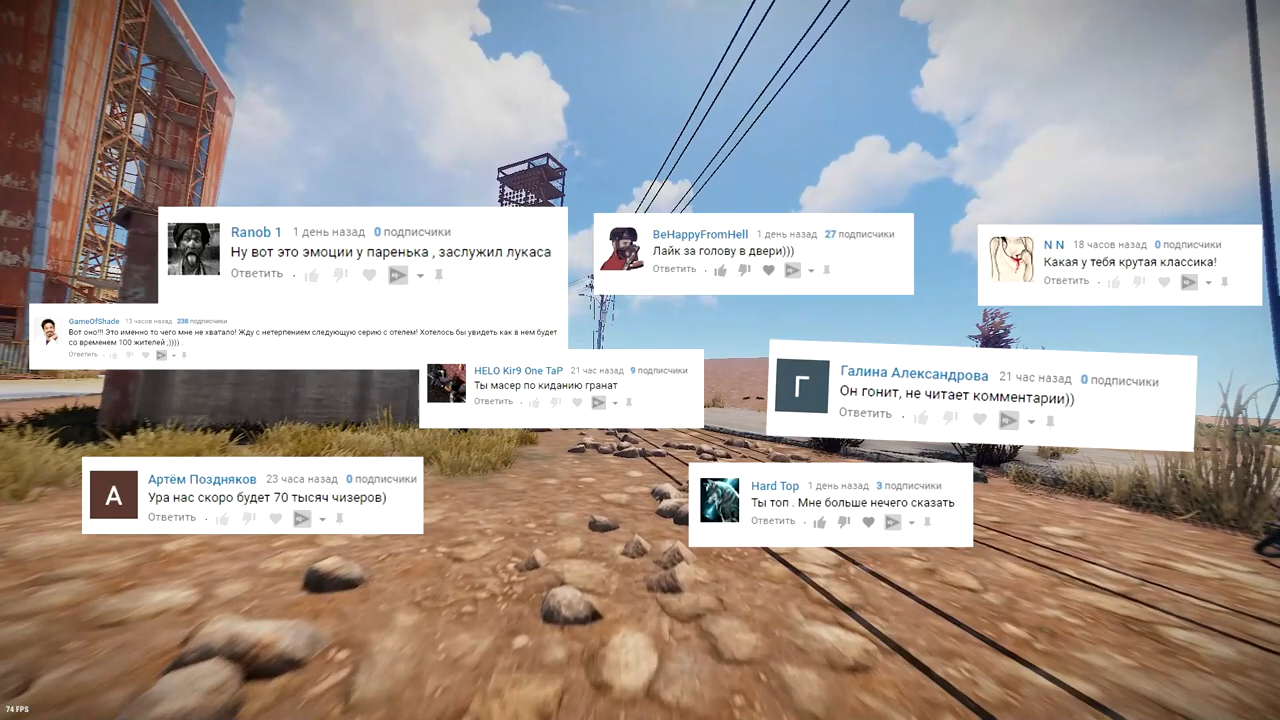 Ranob 1 1 день назад 0 подписчики
Ну вот это эмоции у паренька , заслужил лукаса
Ответить
BeHappyFromHell 1 день назад 27 подписчики
Лайк за голову в двери)))
Ответить
N N 18 часов назад 0 подписчики
Какая у тебя крутая классика!
Ответить
GameOfShade 13 часов назад 238 подписчики
Вот оно!!! Это именно то чего мне не хватало! Жду с нетерпением следующую серию с отелем! Хотелось бы увидеть как в нем будет
со временем 100 жителей ;))))
Ответить
HELO Kir9 One TaP 21 час назад 9 подписчики
Ты масер по киданию гранат
Ответить
Г
Галина Александрова 21 час назад 0 подписчики
Он гонит, не читает комментарии))
Ответить
А
Артём Поздняков 23 часа назад 0 подписчики
Ура нас скоро будет 70 тысяч чизеров)
Ответить
Hard Top 1 день назад 3 подписчики
Ты топ . Мне больше нечего сказать
Ответить
74 FPS